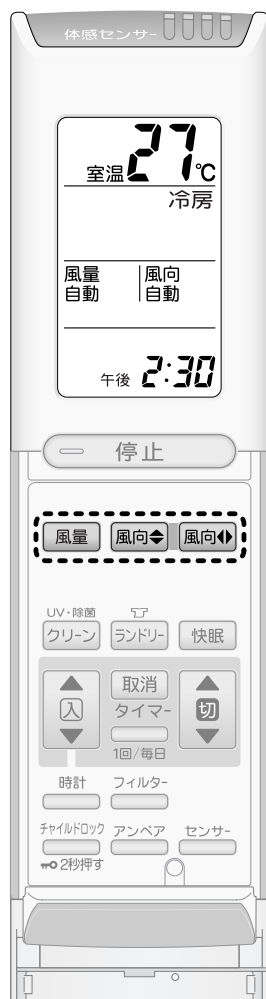 体感センサー
室温27℃
冷房
風量 風向
自動 自動
午後 2:30
停止
風量 風向 風向
UV・除菌
クリーン ランドリー 快眠
入 取消 切
タイマー
1回/毎日
時計 フィルター
チャイルドロック アンペア センサー
2秒押す